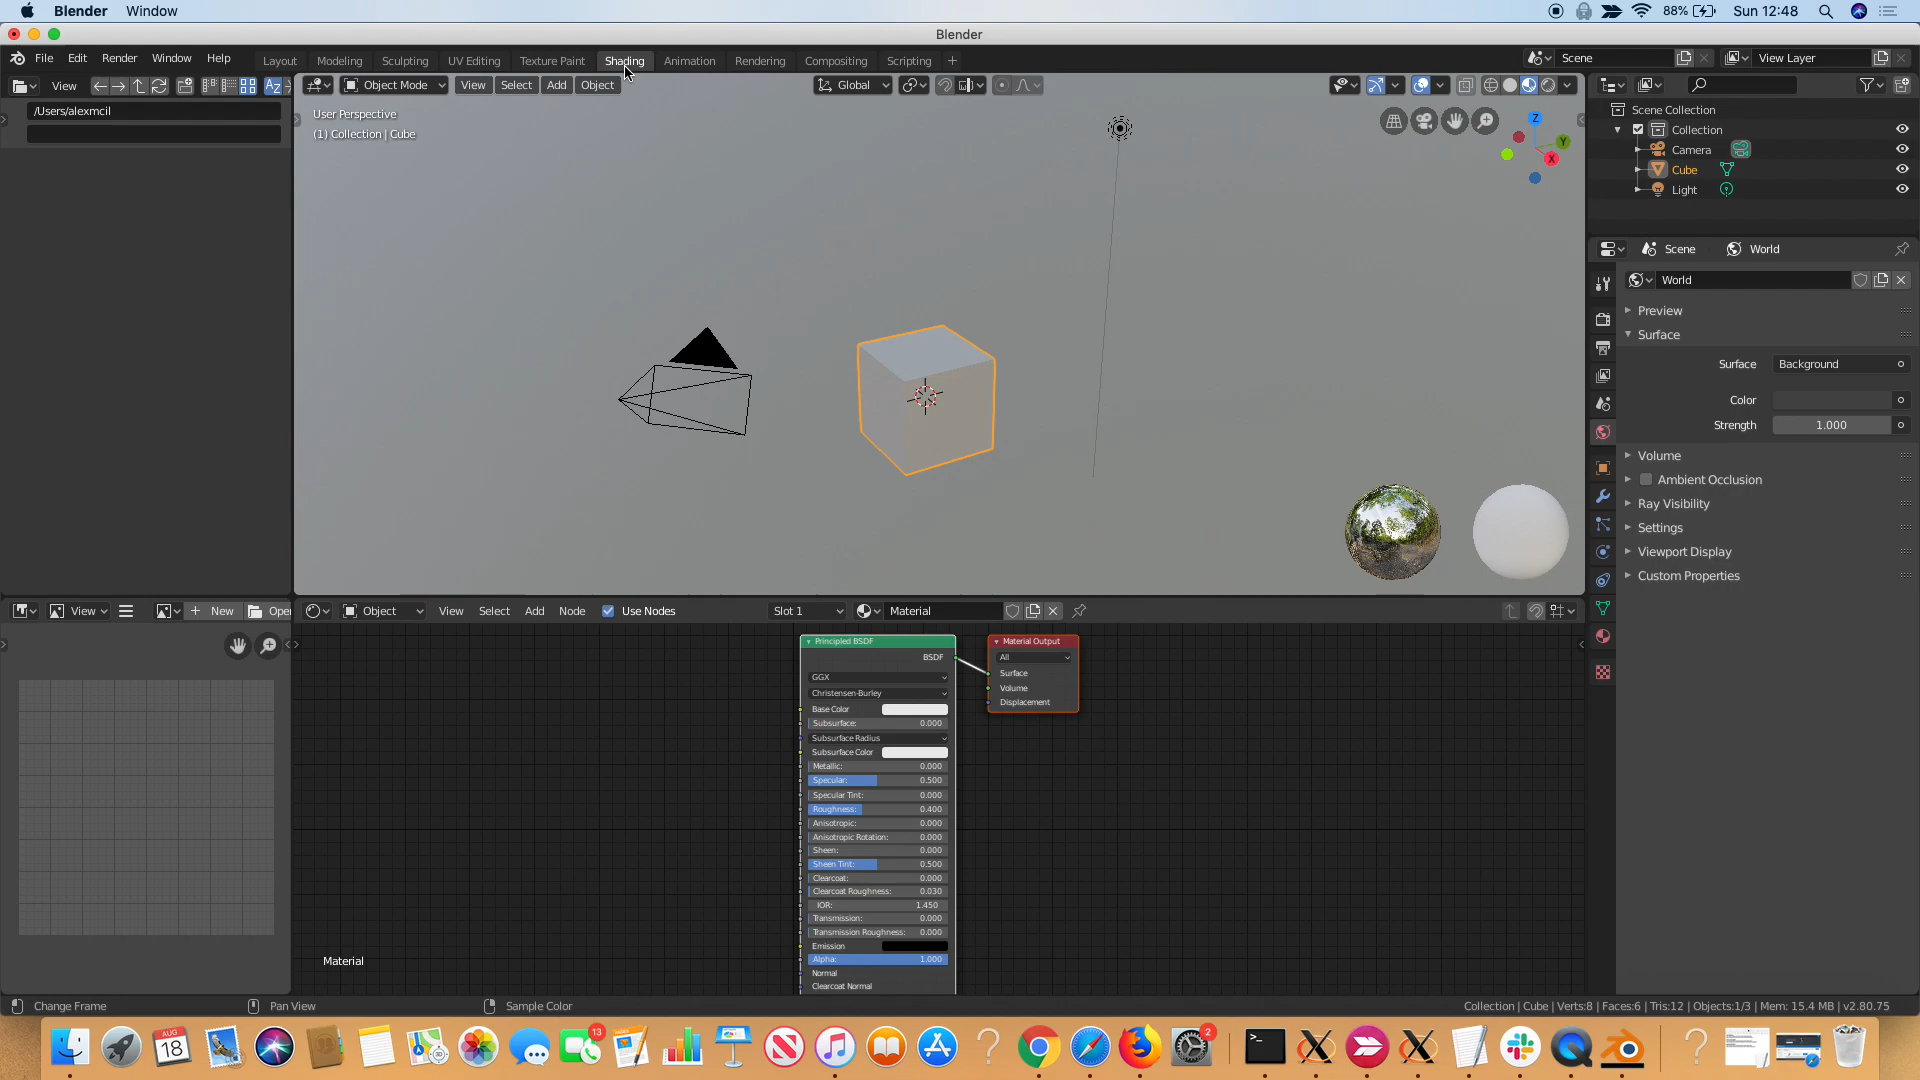 Blender Window 88% Sun 12:48
Blender
File Edit Render Window Help Layout Modeling Sculpting UV Editing Texture Paint Shading Animation Rendering Compositing Scripting + Scene View Layer
View Object Mode View Select Add Object Global
/Users/alexmcil
User Perspective
(1) Collection | Cube
Z
Y
X
Scene Collection
Collection
Camera
Cube
Light
Scene World
World
Preview
Surface
Surface Background
Color
Strength 1.000
Volume
Ambient Occlusion
Ray Visibility
Settings
Viewport Display
Custom Properties
View + New Open Object View Select Add Node Use Nodes Slot 1 Material
Principled BSDF
BSDF
GGX
Christensen-Burley
Base Color
Subsurface: 0.000
Subsurface Radius
Subsurface Color
Metallic: 0.000
Specular: 0.500
Specular Tint: 0.000
Roughness: 0.400
Anisotropic: 0.000
Anisotropic Rotation: 0.000
Sheen: 0.000
Sheen Tint: 0.500
Clearcoat: 0.000
Clearcoat Roughness: 0.030
IOR: 1.450
Transmission: 0.000
Transmission Roughness: 0.000
Emission
Alpha: 1.000
Normal
Clearcoat Normal
Material Output
All
Surface
Volume
Displacement
Material
Change Frame Pan View Sample Color Collection | Cube | Verts:8 | Faces:6 | Tris:12 | Objects:1/3 | Mem: 15.4 MB | v2.80.75
AUG
18
13
2